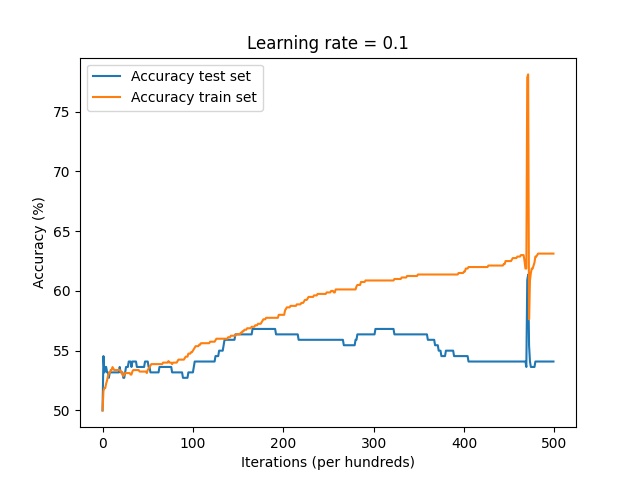 Learning rate = 0.1
Accuracy test set
Accuracy train set
75
70
65
60
55
50
Accuracy (%)
0 100 200 300 400 500
Iterations (per hundreds)